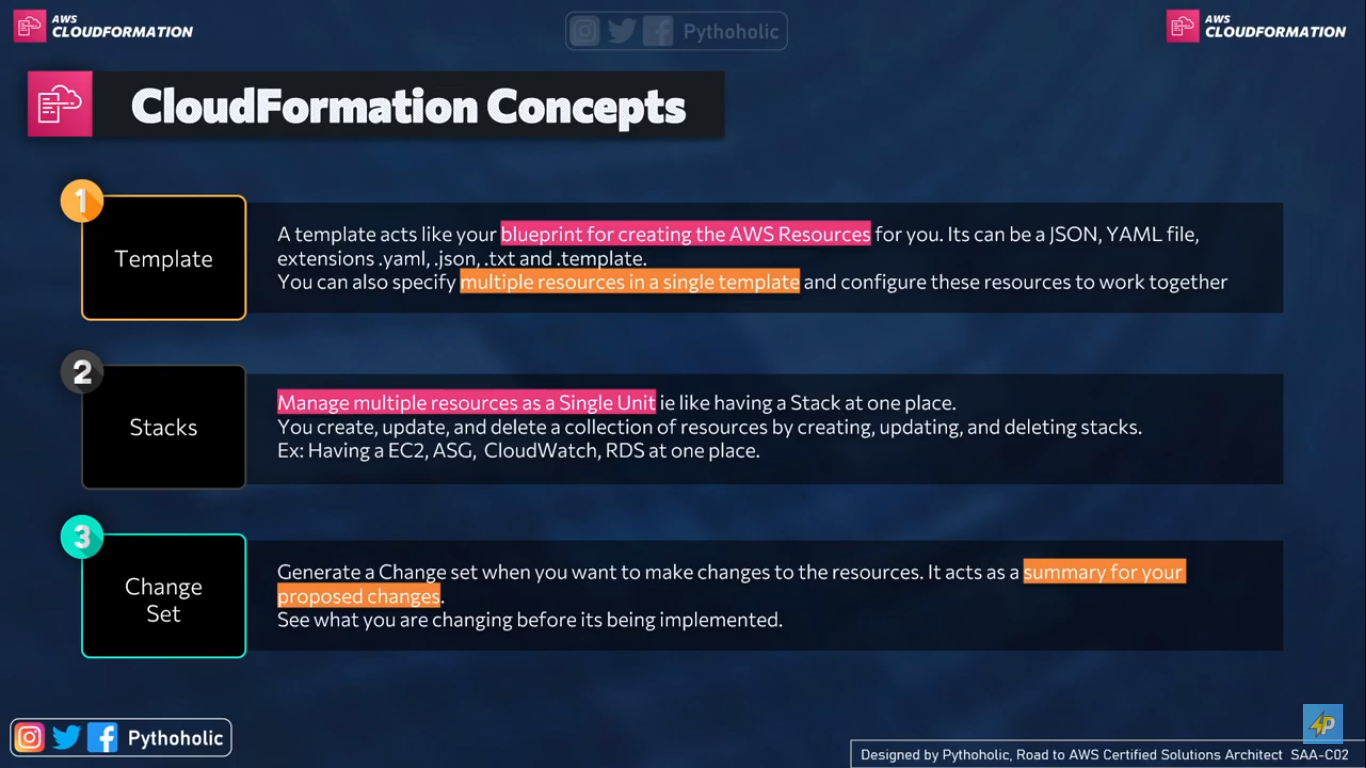 AWS
CLOUDFORMATION
Pythoholic
AWS
CLOUDFORMATION
CloudFormation Concepts
1
Template
A template acts like your blueprint for creating the AWS Resources for you. Its can be a JSON, YAML file,
extensions .yaml, .json, .txt and .template.
You can also specify multiple resources in a single template and configure these resources to work together
2
Stacks
Manage multiple resources as a Single Unit ie like having a Stack at one place.
You create, update, and delete a collection of resources by creating, updating, and deleting stacks.
Ex: Having a EC2, ASG, CloudWatch, RDS at one place.
3
Change
Set
Generate a Change set when you want to make changes to the resources. It acts as a summary for your
proposed changes.
See what you are changing before its being implemented.
Pythoholic
P
Designed by Pythoholic, Road to AWS Certified Solutions Architect SAA-C02